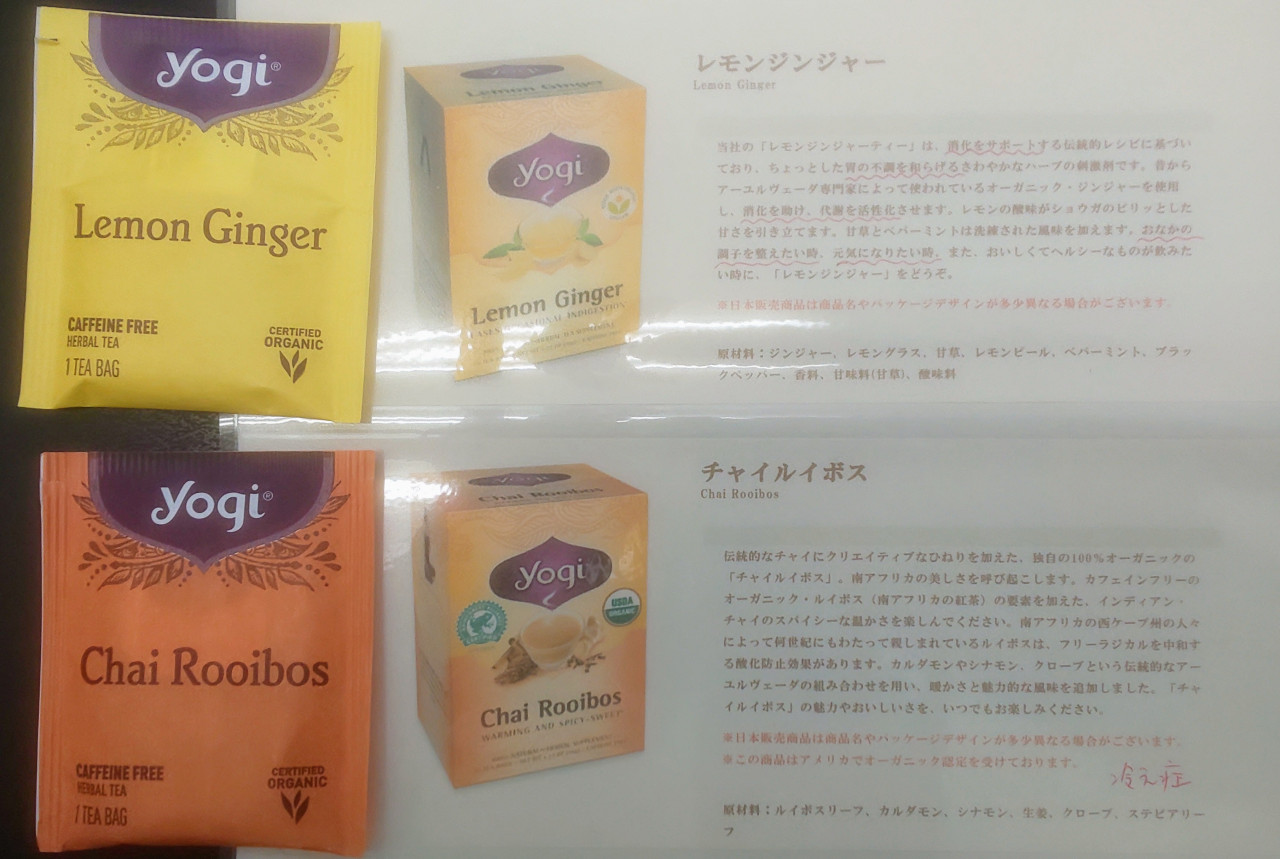 yogi®
Lemon Ginger
CAFFEINE FREE
HERBAL TEA
1 TEA BAG
CERTIFIED
ORGANIC
Lemon Ginger
yogi
Lemon Ginger
レモンジンジャー
Lemon Ginger
当社の「レモンジンジャーティー」は、消化をサポートする伝統的レシピに基づい
ており、ちょっとした胃の不調を和らげるさわやかなハーブの刺激剤です。昔から
アーユルヴェーダ専門家によって使われているオーガニック・ジンジャーを使用
し、消化を助け、代謝を活性化させます。レモンの酸味がショウガのピリッとした
甘さを引き立てます。甘草とペパーミントは洗練された風味を加えます。おなかの
調子を整えたい時、元気になりたい時、また、おいしくてヘルシーなものが飲みた
い時に、「レモンジンジャー」をどうぞ。
※日本販売商品は商品名やパッケージデザインが多少異なる場合がございます。
原材料：ジンジャー、レモングラス、甘草、レモンピール、ペパーミント、ブラッ
クペッパー、香料、甘味料(甘草)、酸味料
yogi®
Chai Rooibos
CAFFEINE FREE
HERBAL TEA
1 TEA BAG
CERTIFIED
ORGANIC
Chai Rooibos
yogi
USDA
ORGANIC
Chai Rooibos
WARMING AND SPICY-SWEET
チャイルイボス
Chai Rooibos
伝統的なチャイにクリエイティブなひねりを加えた、独自の100%オーガニックの
「チャイルイボス」。南アフリカの美しさを呼び起こします。カフェインフリーの
オーガニック・ルイボス（南アフリカの紅茶）の要素を加えた、インディアン・
チャイのスパイシーな温かさを楽しんでください。南アフリカの西ケープ州の人々
によって何世紀にもわたって親しまれているルイボスは、フリーラジカルを中和す
る酸化防止効果があります。カルダモンやシナモン、クローブという伝統的なアー
ユルヴェーダの組み合わせを用い、暖かさと魅力的な風味を追加しました。「チャ
イルイボス」の魅力やおいしいさを、いつでもお楽しみください。
※日本販売商品は商品名やパッケージデザインが多少異なる場合がございます。
※この商品はアメリカでオーガニック認定を受けております。
冷え症
原材料：ルイボスリーフ、カルダモン、シナモン、生姜、クローブ、ステビアリー
フ